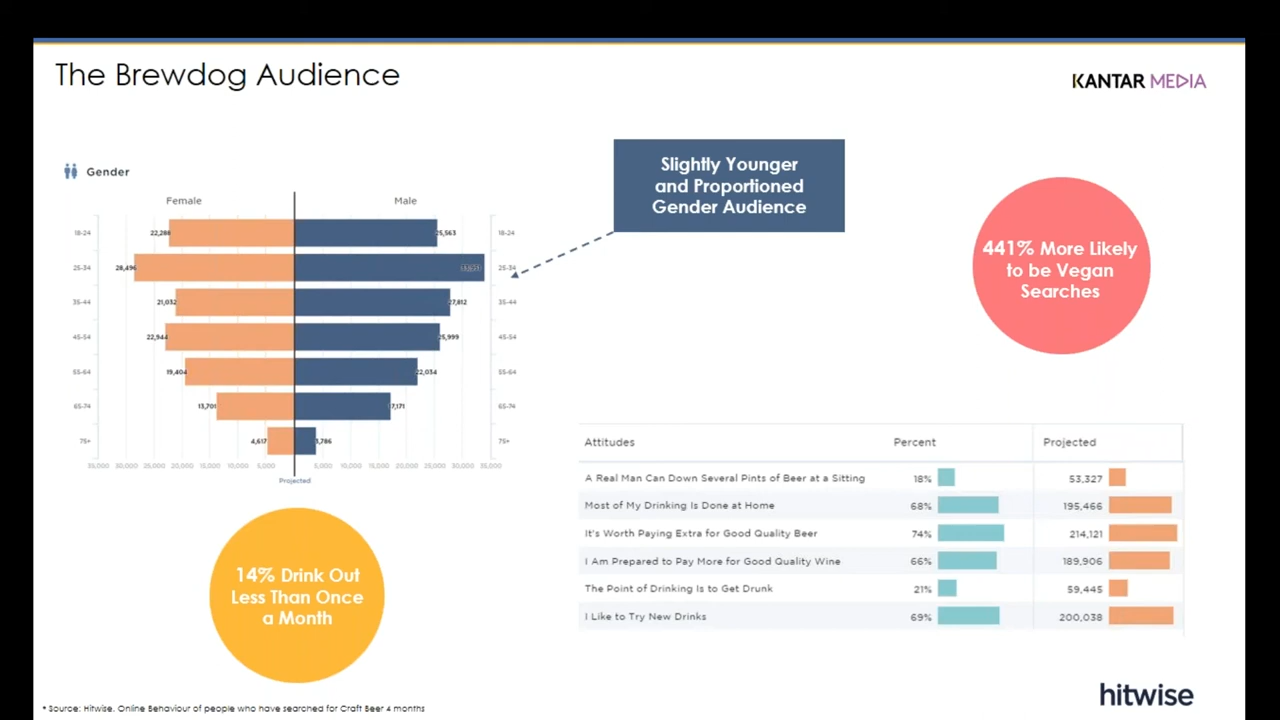 The Brewdog Audience
KANTAR MEDIA
Slightly Younger
and Proportioned
Gender Audience
441% More Likely
to be Vegan
Searches
Gender
Female Male
18-24 22,288 25,563 18-24
25-34 28,496 25-34
35-44 21,032 27,812 35-44
45-54 22,944 25,999 45-54
55-64 19,404 22,034 55-64
65-74 13,701 17,171 65-74
75+ 4,617 3,786 75+
35,000 30,000 25,000 20,000 15,000 10,000 5,000 5,000 10,000 15,000 20,000 25,000 30,000 35,000
Projected
Attitudes Percent Projected
A Real Man Can Down Several Pints of Beer at a Sitting 18% 53,327
Most of My Drinking Is Done at Home 68% 195,466
It's Worth Paying Extra for Good Quality Beer 74% 214,121
I Am Prepared to Pay More for Good Quality Wine 66% 189,906
The Point of Drinking Is to Get Drunk 21% 59,445
I Like to Try New Drinks 69% 200,038
14% Drink Out
Less Than Once
a Month
hitwise
* Source: Hitwise. Online Behaviour of people who have searched for Craft Beer 4 months